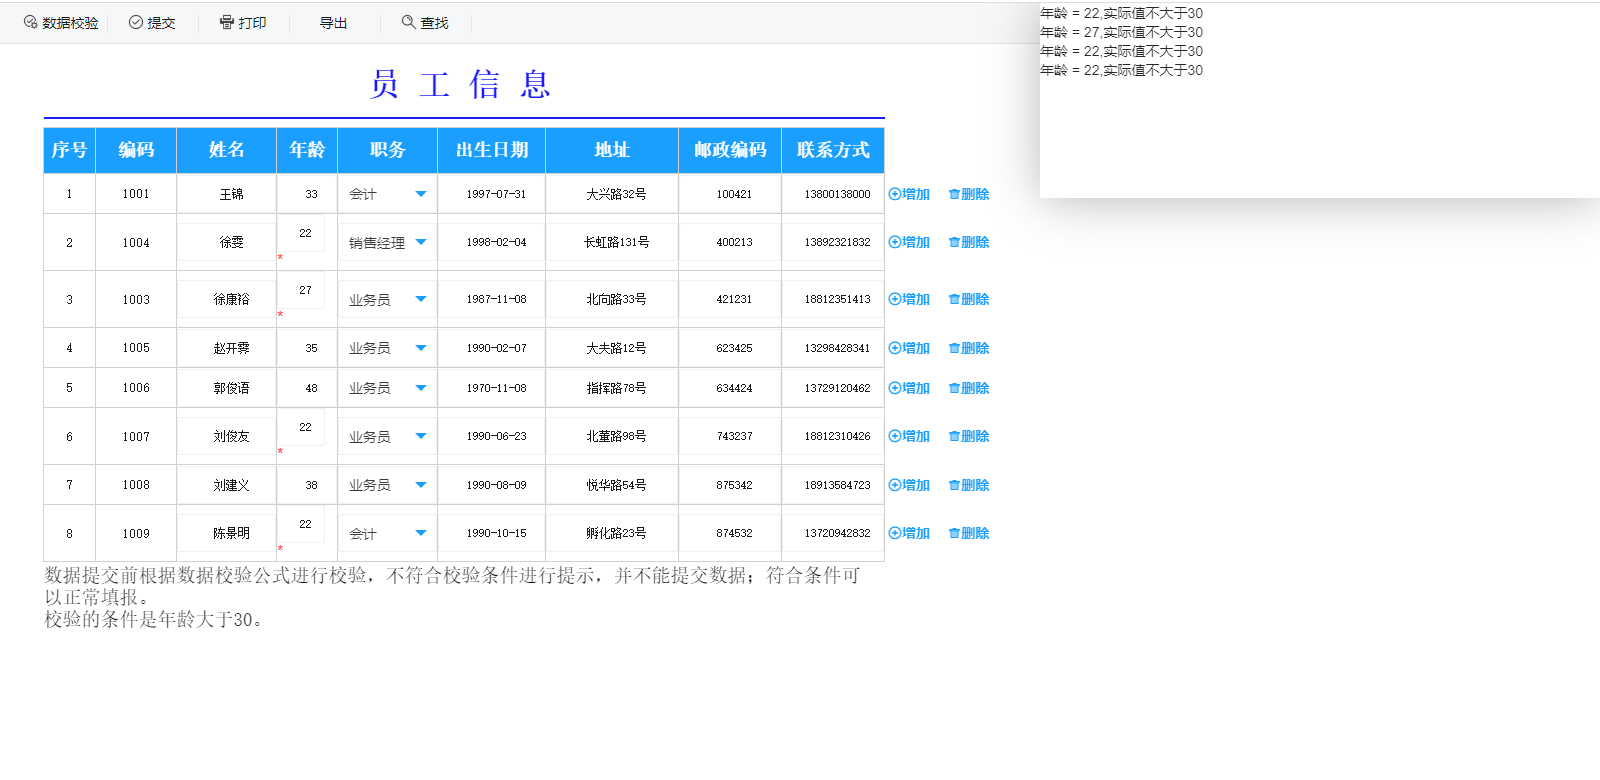 数据校验 提交 打印 导出 查找
年龄 = 22,实际值不大于30
年龄 = 27,实际值不大于30
年龄 = 22,实际值不大于30
年龄 = 22,实际值不大于30
员工信息
序号 编码 姓名 年龄 职务 出生日期 地址 邮政编码 联系方式
1 1001 王锦 33 会计 1997-07-31 大兴路32号 100421 13800138000 增加 删除
2 1004 徐雯 22 * 销售经理 1998-02-04 长虹路131号 400213 13892321832 增加 删除
3 1003 徐康裕 27 * 业务员 1987-11-08 北向路33号 421231 18812351413 增加 删除
4 1005 赵开霁 35 业务员 1990-02-07 大夫路12号 623425 13298428341 增加 删除
5 1006 郭俊语 48 业务员 1970-11-08 指挥路78号 634424 13729120462 增加 删除
6 1007 刘俊友 22 * 业务员 1990-06-23 北董路98号 743237 18812310426 增加 删除
7 1008 刘建义 38 业务员 1990-08-09 悦华路54号 875342 18913584723 增加 删除
8 1009 陈景明 22 * 会计 1990-10-15 孵化路23号 874532 13720942832 增加 删除
数据提交前根据数据校验公式进行校验，不符合校验条件进行提示，并不能提交数据；符合条件可
以正常填报。
校验的条件是年龄大于30。